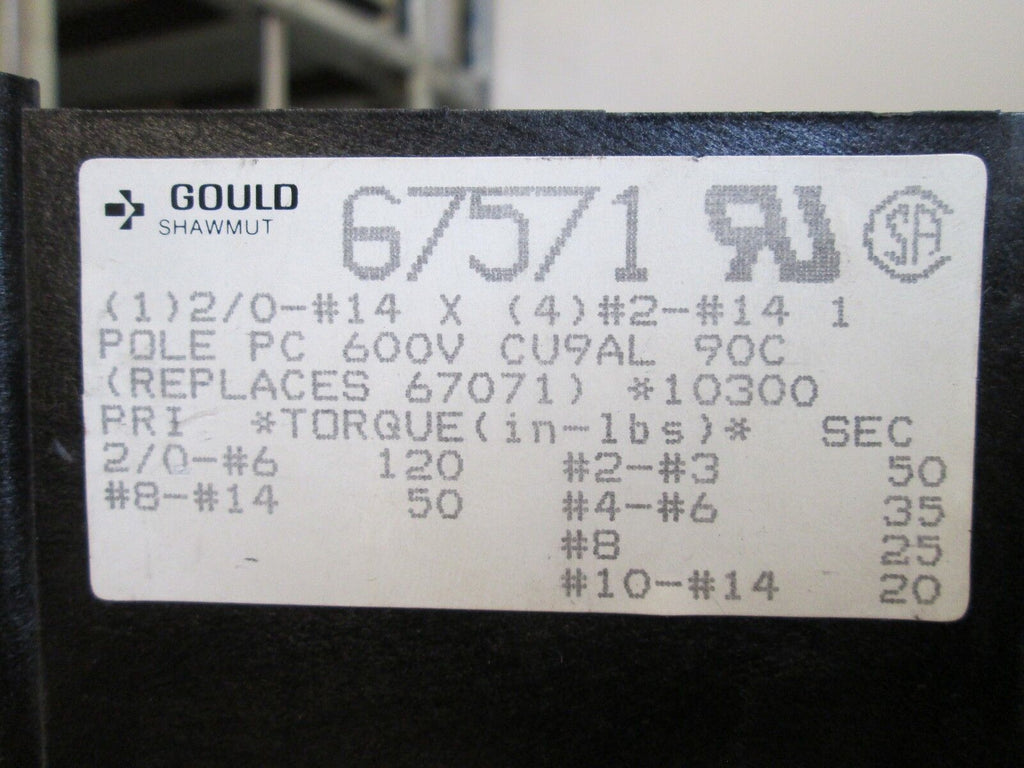 GOULD
SHAWMUT
67571 RU SA
(1)2/0-#14 X (4)#2-#14 1
POLE PC 600V CU9AL 90C
(REPLACES 67071) *10300
PRI *TORQUE(in-lbs)* SEC
2/0-#6 120 #2-#3 50
#8-#14 50 #4-#6 35
#8 25
#10-#14 20